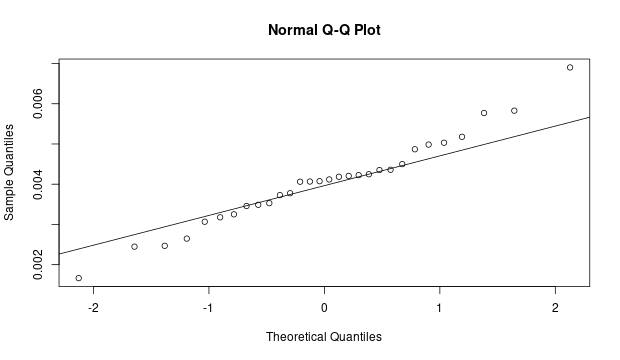 Normal Q-Q Plot
Sample Quantiles
0.006
0.004
0.002
-2 -1 0 1 2
Theoretical Quantiles